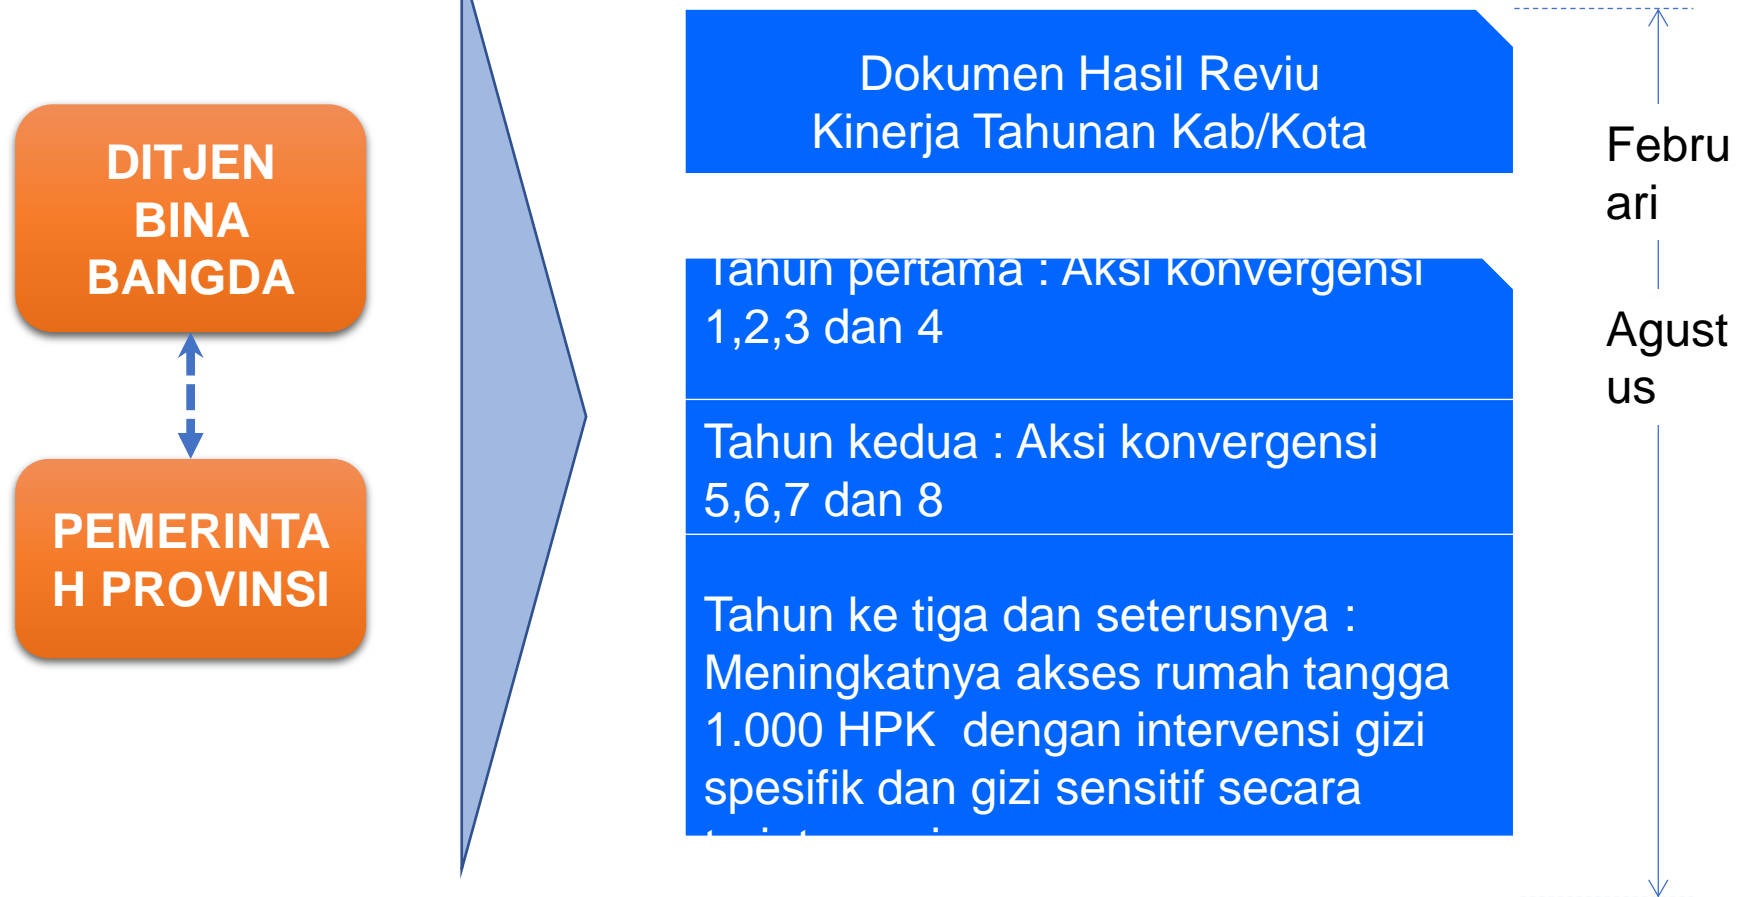 DITJEN
BINA
BANGDA
PEMERINTA
H PROVINSI
Dokumen Hasil Reviu
Kinerja Tahunan Kab/Kota
Tahun pertama : Aksi konvergensi
1,2,3 dan 4
Tahun kedua : Aksi konvergensi
5,6,7 dan 8
Tahun ke tiga dan seterusnya :
Meningkatnya akses rumah tangga
1.000 HPK  dengan intervensi gizi
spesifik dan gizi sensitif secara
Febru
ari
Agust
us